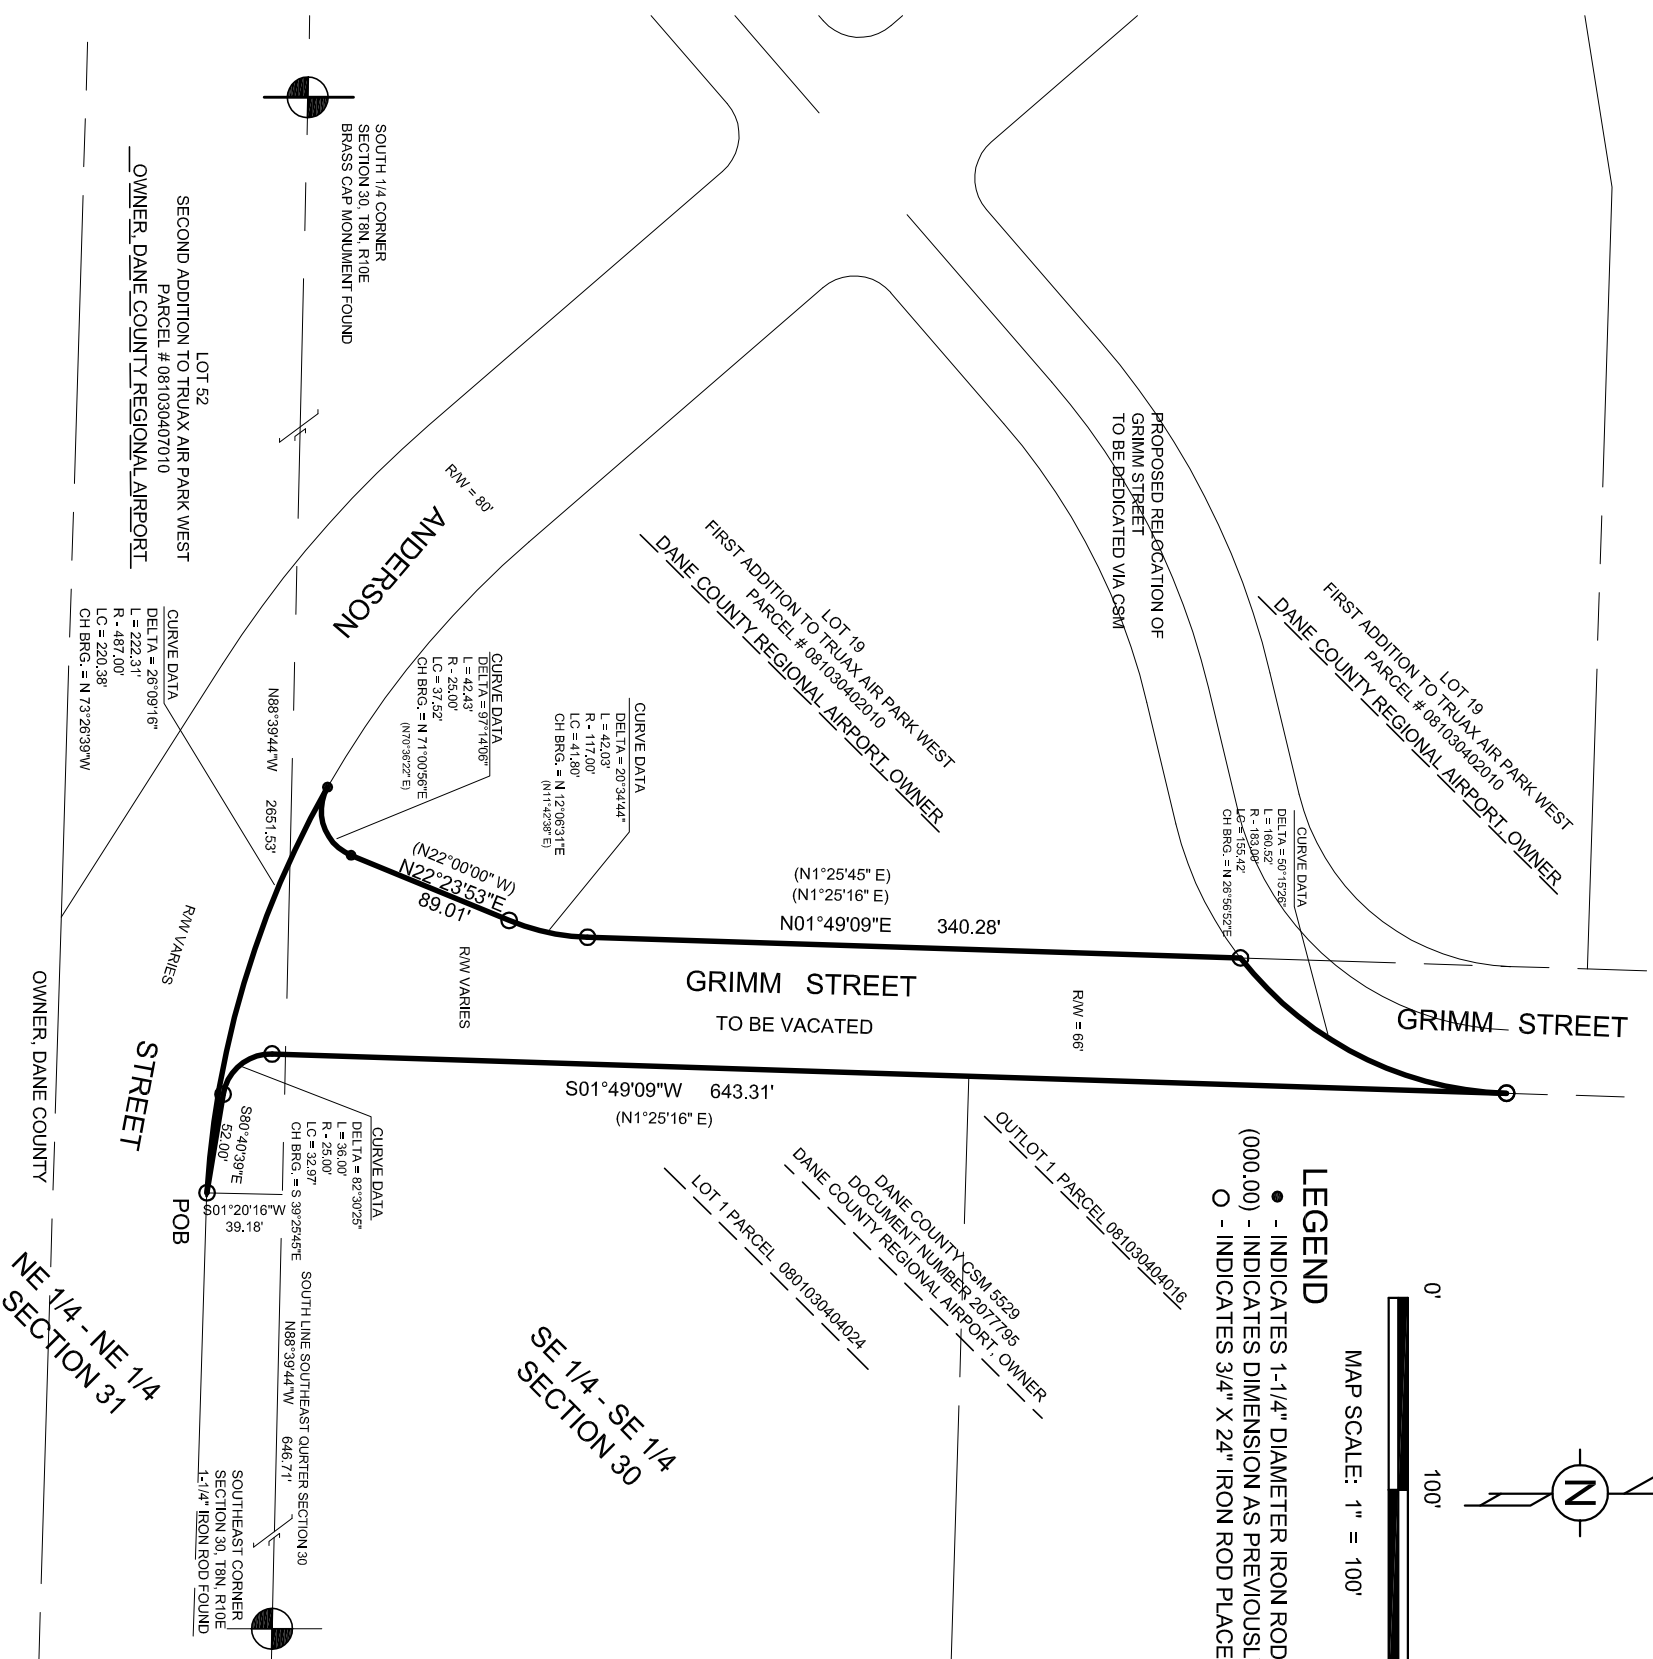 SOUTH 1/4 CORNER
SECTION 30, T8N, R10E
BRASS CAP MONUMENT FOUND
LOT 52
SECOND ADDITION TO TRUAX AIR PARK WEST
PARCEL # 081030407010
OWNER, DANE COUNTY REGIONAL AIRPORT
R/W = 80'
ANDERSON
PROPOSED RELOCATION OF
GRIMM STREET
TO BE DEDICATED VIA CSM
LOT 19
FIRST ADDITION TO TRUAX AIR PARK WEST
PARCEL # 081030402010
DANE COUNTY REGIONAL AIRPORT, OWNER
LOT 19
FIRST ADDITION TO TRUAX AIR PARK WEST
PARCEL # 081030402010
DANE COUNTY REGIONAL AIRPORT, OWNER
CURVE DATA
DELTA = 26°09'16"
L = 222.31'
R - 487.00'
LC = 220.38'
CH BRG. = N 73°26'39"W
N88°39'44"W 2651.53'
CURVE DATA
DELTA = 97°14'06"
L = 42.43'
R - 25.00'
LC = 37.52'
CH BRG. = N 71°00'56"E
(N70°36'22" E)
CURVE DATA
DELTA = 20°34'44"
L = 42.03'
R - 117.00'
LC = 41.80'
CH BRG. = N 12°06'31"E
(N11°42'38" E)
CURVE DATA
DELTA = 50°15'26"
L = 160.52'
R - 183.00'
LC = 155.42'
CH BRG. = N 26°56'52"E
(N22°00'00" W)
N22°23'53"E
89.01'
(N1°25'45" E)
(N1°25'16" E)
N01°49'09"E 340.28'
R/W VARIES
R/W VARIES
GRIMM STREET
TO BE VACATED
R/W = 66'
GRIMM STREET
OWNER, DANE COUNTY
STREET
S01°49'09"W 643.31'
(N1°25'16" E)
S80°40'39"E
52.00'
CURVE DATA
DELTA = 82°30'25"
L = 36.00'
R - 25.00'
LC = 32.97'
CH BRG. = S 39°25'45"E
POB
S01°20'16"W
39.18'
OUTLOT 1 PARCEL 081030404016
DANE COUNTY CSM 5529
DOCUMENT NUMBER 2077795
DANE COUNTY REGIONAL AIRPORT, OWNER
LOT 1 PARCEL 0801030404024
LEGEND
● - INDICATES 1-1/4" DIAMETER IRON ROD
(000.00) - INDICATES DIMENSION AS PREVIOUSL
O - INDICATES 3/4" X 24" IRON ROD PLACE
0' 100'
MAP SCALE: 1" = 100'
N
NE 1/4 - NE 1/4
SECTION 31
SE 1/4 - SE 1/4
SECTION 30
SOUTH LINE SOUTHEAST QURTER SECTION 30
N88°39'44"W 646.71'
SOUTHEAST CORNER
SECTION 30, T8N, R10E
1-1/4" IRON ROD FOUND